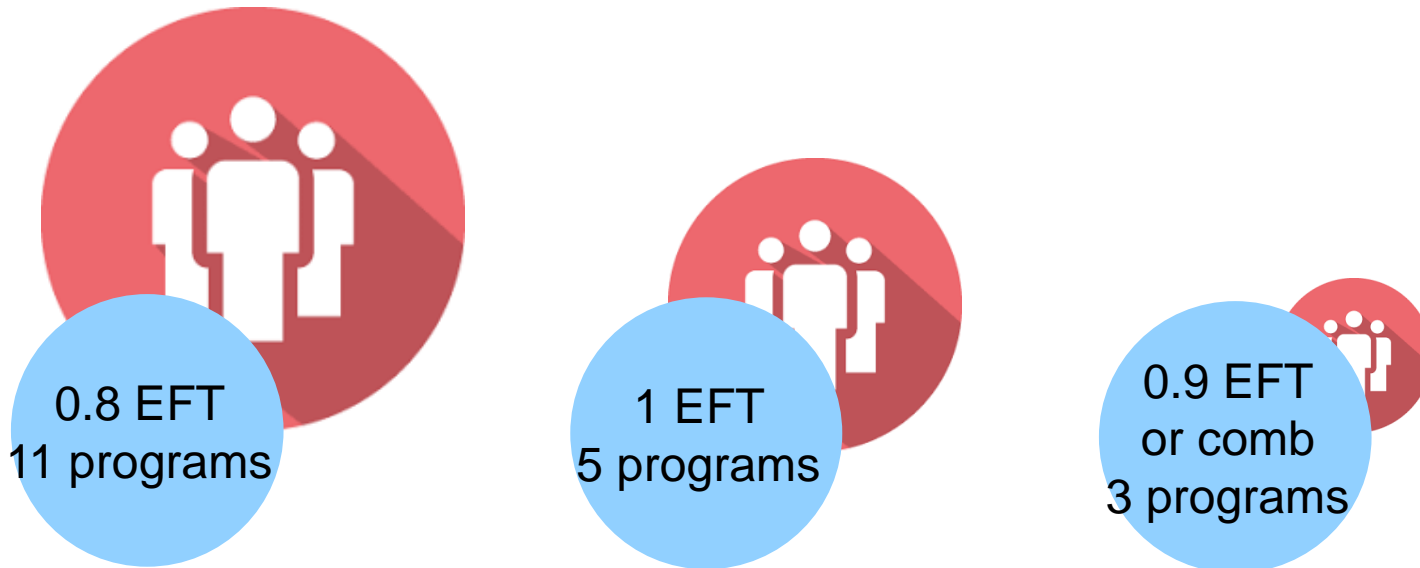 0.8 EFT
11 programs
1 EFT
5 programs
0.9 EFT
or comb
3 programs